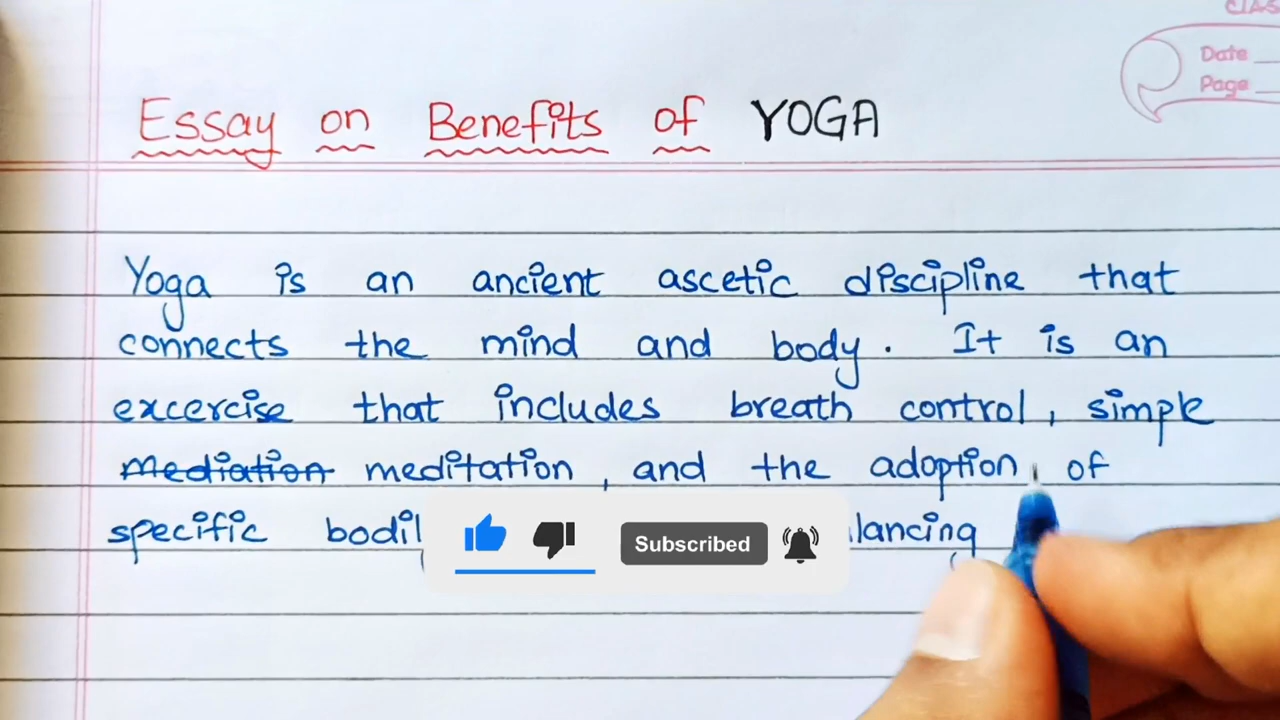 CLAS
Date
Page
Essay on Benefits of YOGA
Yoga is an ancient ascetic discipline that
connects the mind and body. It is an
excercise that includes breath control, simple
mediation meditation, and the adoption of
specific bodil lancing
Subscribed